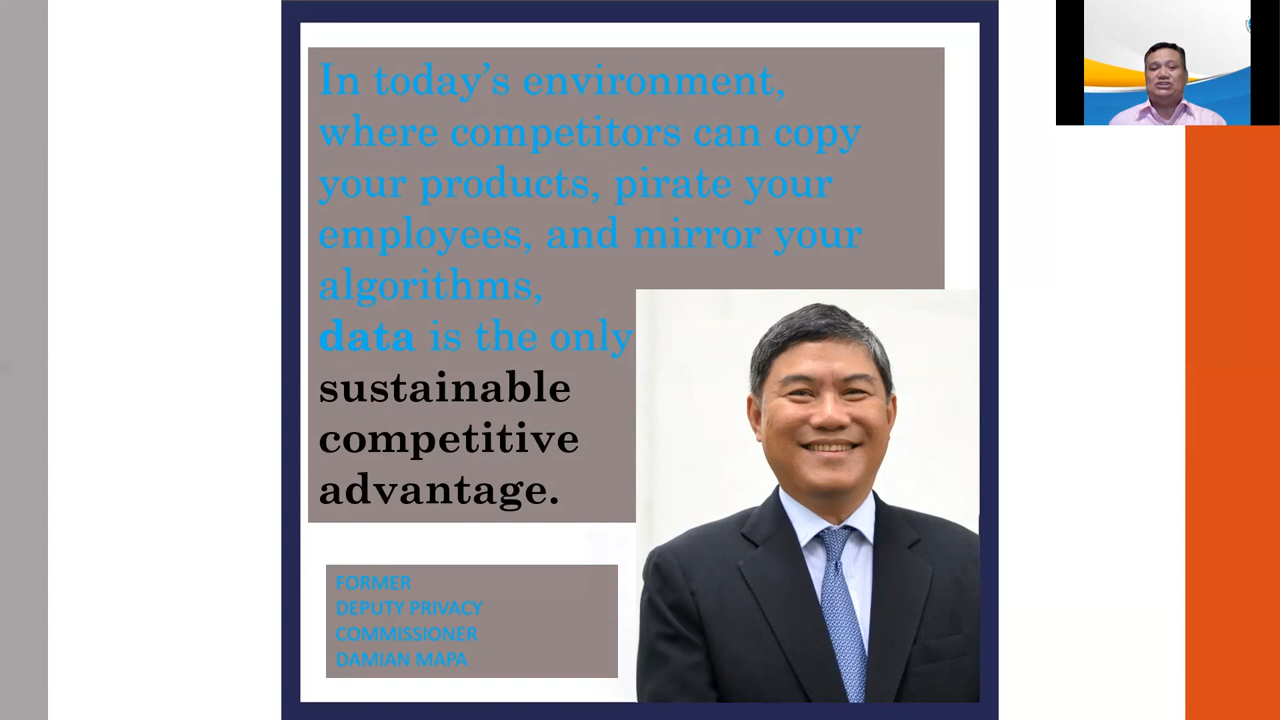 In today's environment,
where competitors can copy
your products, pirate your
employees, and mirror your
algorithms,
data is the only
sustainable
competitive
advantage.
FORMER
DEPUTY PRIVACY
COMMISSIONER
DAMIAN MAPA